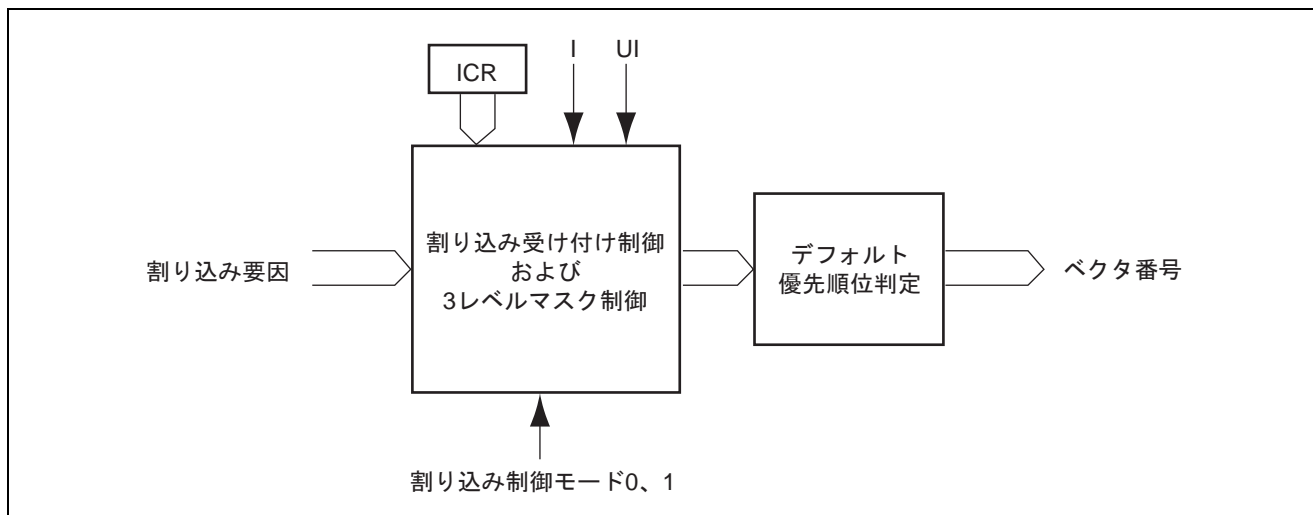 I UI
ICR
割り込み受け付け制御
および
3レベルマスク制御
デフォルト
優先順位判定
割り込み要因
ベクタ番号
割り込み制御モード0、1